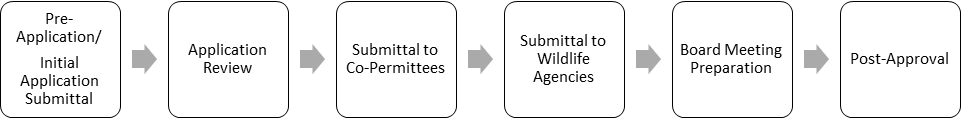 Pre-
Application/
Initial
Application
Submittal
Application
Review
Submittal to
Co-Permittees
Submittal to
Wildlife
Agencies
Board Meeting
Preparation
Post-Approval